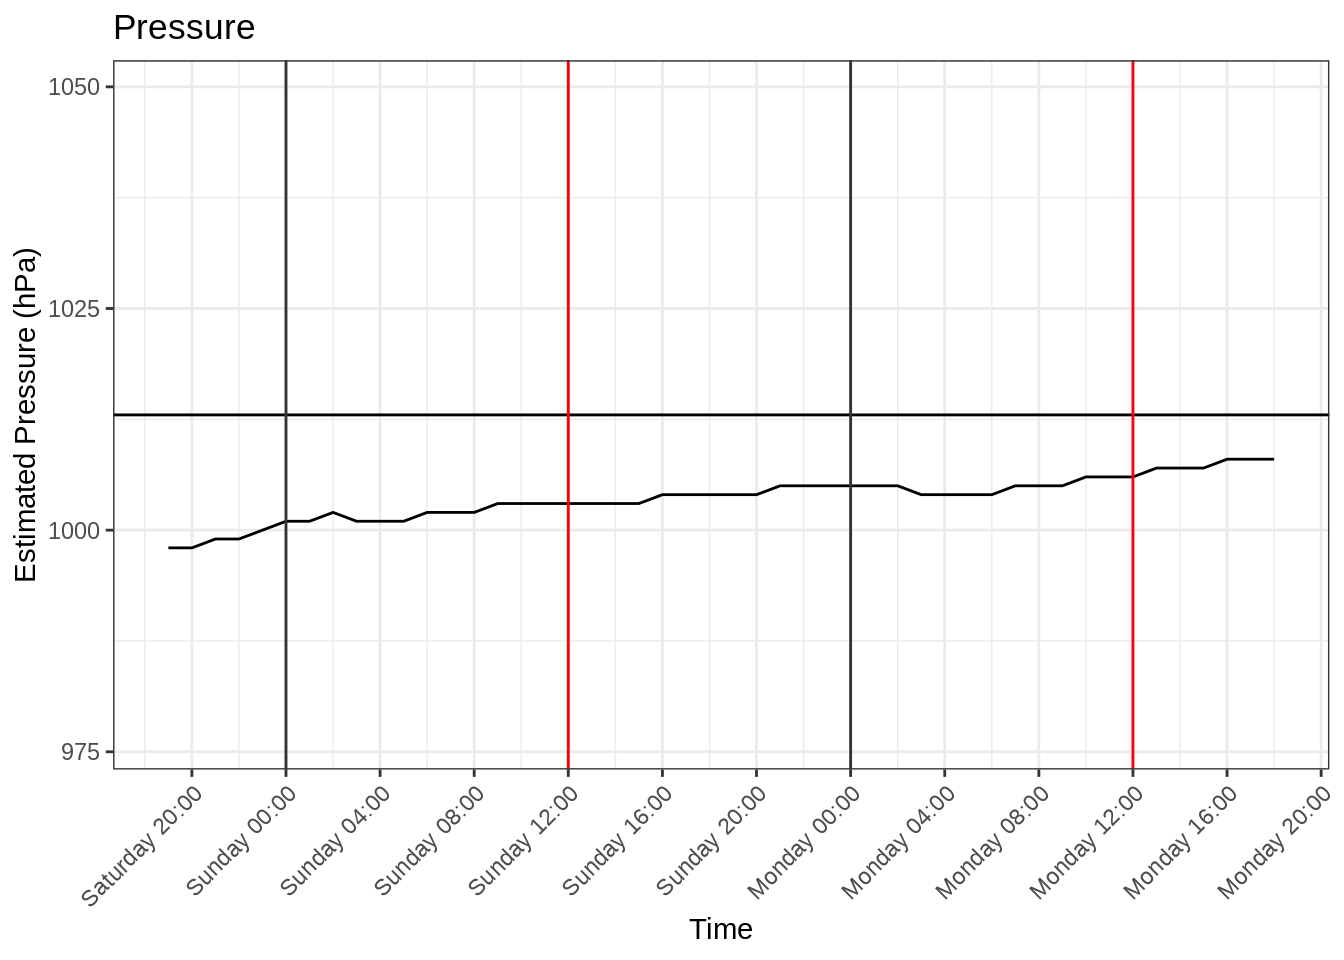 Pressure
Estimated Pressure (hPa)
1050
1025
1000
975
Saturday 20:00
Sunday 00:00
Sunday 04:00
Sunday 08:00
Sunday 12:00
Sunday 16:00
Sunday 20:00
Monday 00:00
Monday 04:00
Monday 08:00
Monday 12:00
Monday 16:00
Monday 20:00
Time